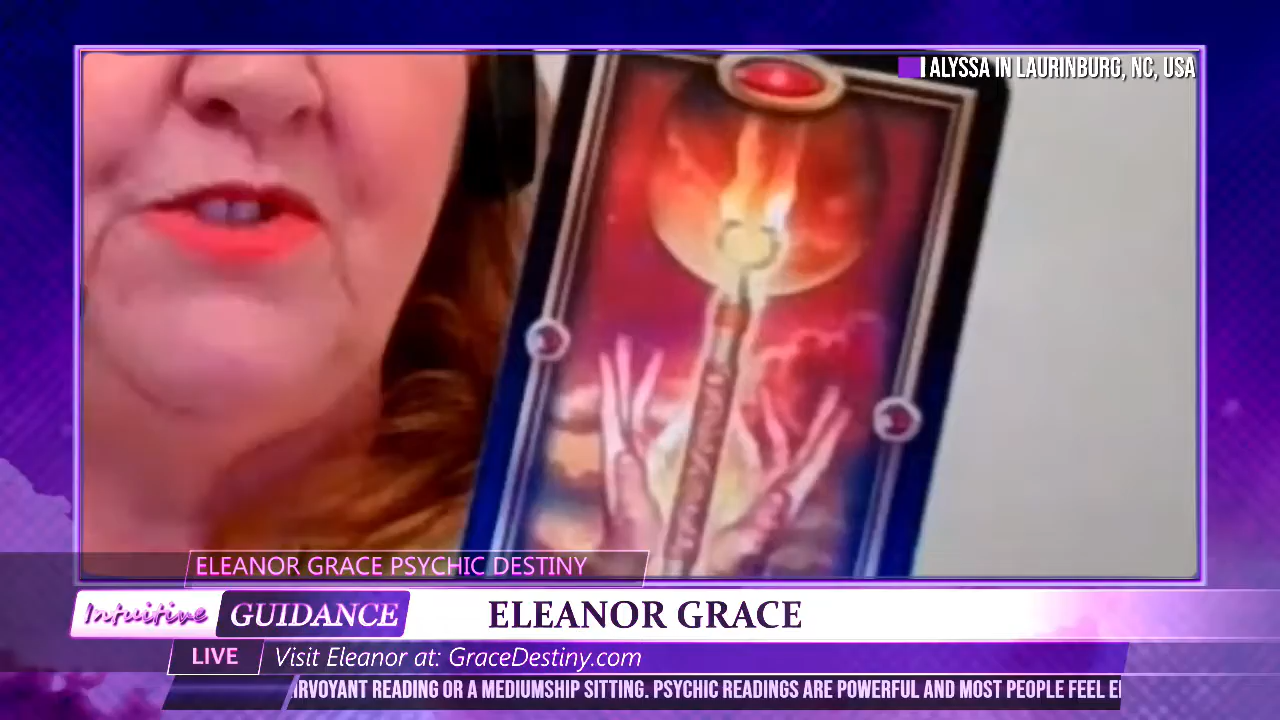 ALYSSA IN LAURINBURG, NC, USA
ELEANOR GRACE PSYCHIC DESTINY
Intuitive GUIDANCE
ELEANOR GRACE
LIVE
Visit Eleanor at: GraceDestiny.com
READING OR A MEDIUMSHIP SITTING. PSYCHIC READINGS ARE POWERFUL AND MOST PEOPLE FEEL